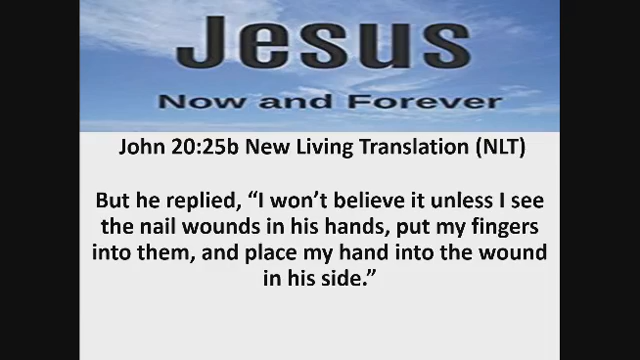 Jesus
Now and Forever
John 20:25b New Living Translation (NLT)
But he replied, “I won’t believe it unless I see
the nail wounds in his hands, put my fingers
into them, and place my hand into the wound
in his side.”